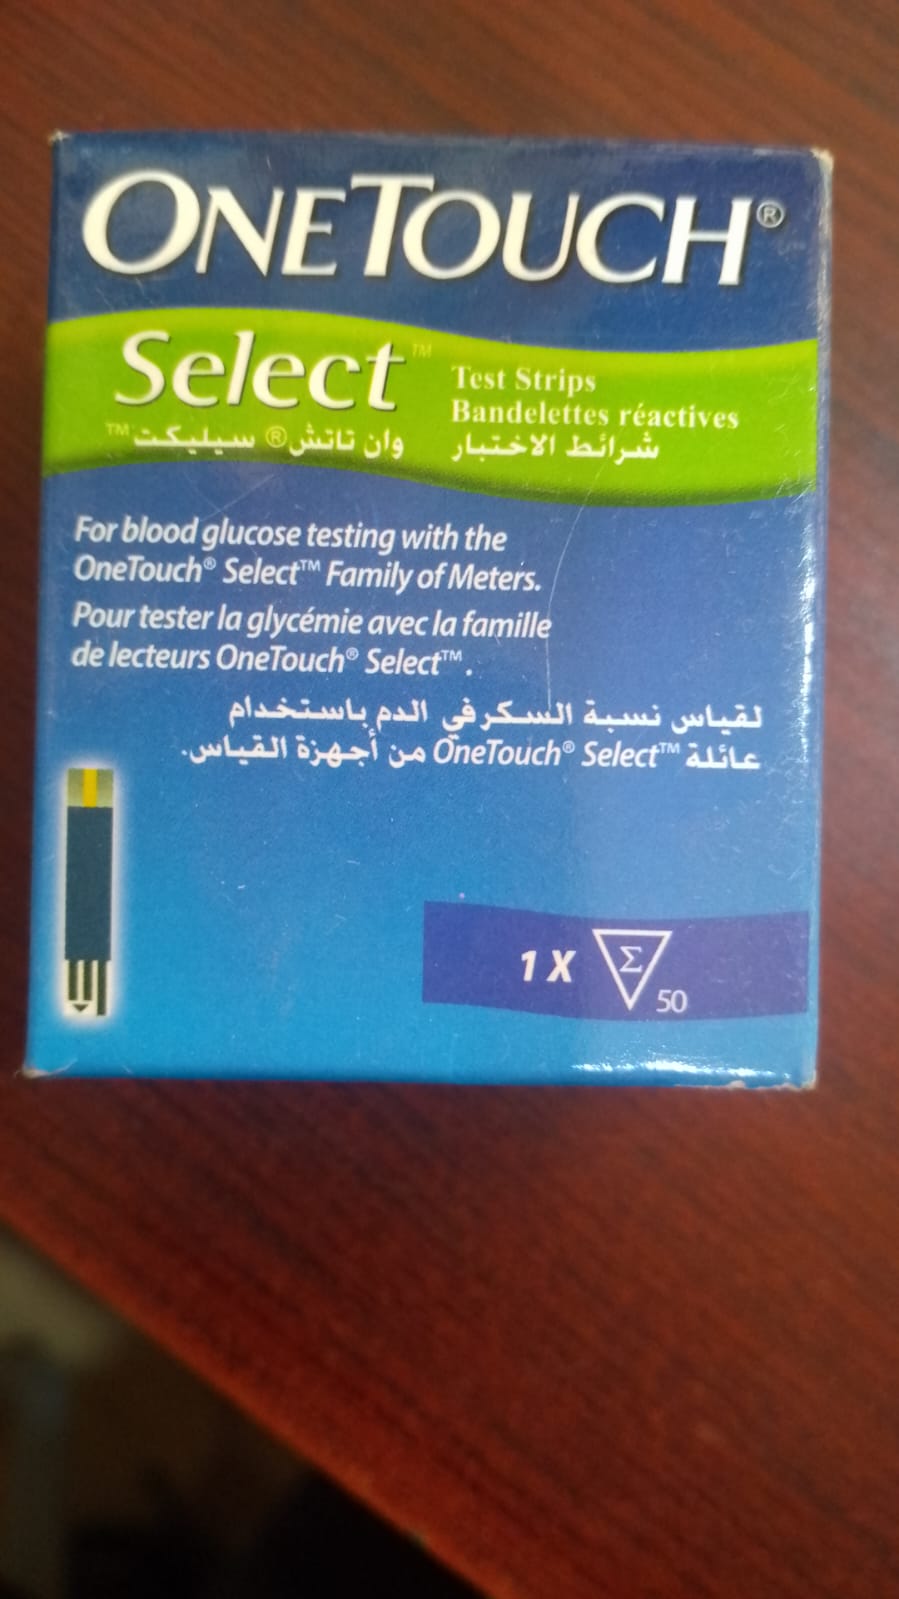 ONETOUCH®
Select™
Test Strips
Bandelettes réactives
وان تاتش® سيليكت™
شرائط الاختبار
For blood glucose testing with the
OneTouch® Select™ Family of Meters.
Pour tester la glycémie avec la famille
de lecteurs OneTouch® Select™.
لقياس نسبة السكر في الدم باستخدام
عائلة OneTouch® Select™ من أجهزة القياس.
1 X Σ 50